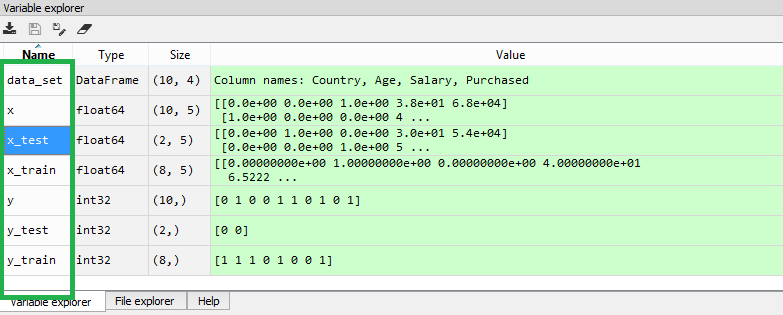 Variable explorer
Name Type Size Value
data_set DataFrame (10, 4) Column names: Country, Age, Salary, Purchased
x float64 (10, 5) [[0.0e+00 0.0e+00 1.0e+00 3.8e+01 6.8e+04]
[1.0e+00 0.0e+00 0.0e+00 4 ...
x_test float64 (2, 5) [[0.0e+00 1.0e+00 0.0e+00 3.0e+01 5.4e+04]
[0.0e+00 0.0e+00 1.0e+00 5 ...
x_train float64 (8, 5) [[0.00000000e+00 1.00000000e+00 0.00000000e+00 4.00000000e+01
6.5222 ...
y int32 (10,) [0 1 0 0 1 1 0 1 0 1]
y_test int32 (2,) [0 0]
y_train int32 (8,) [1 1 1 0 1 0 0 1]
Variable explorer File explorer Help